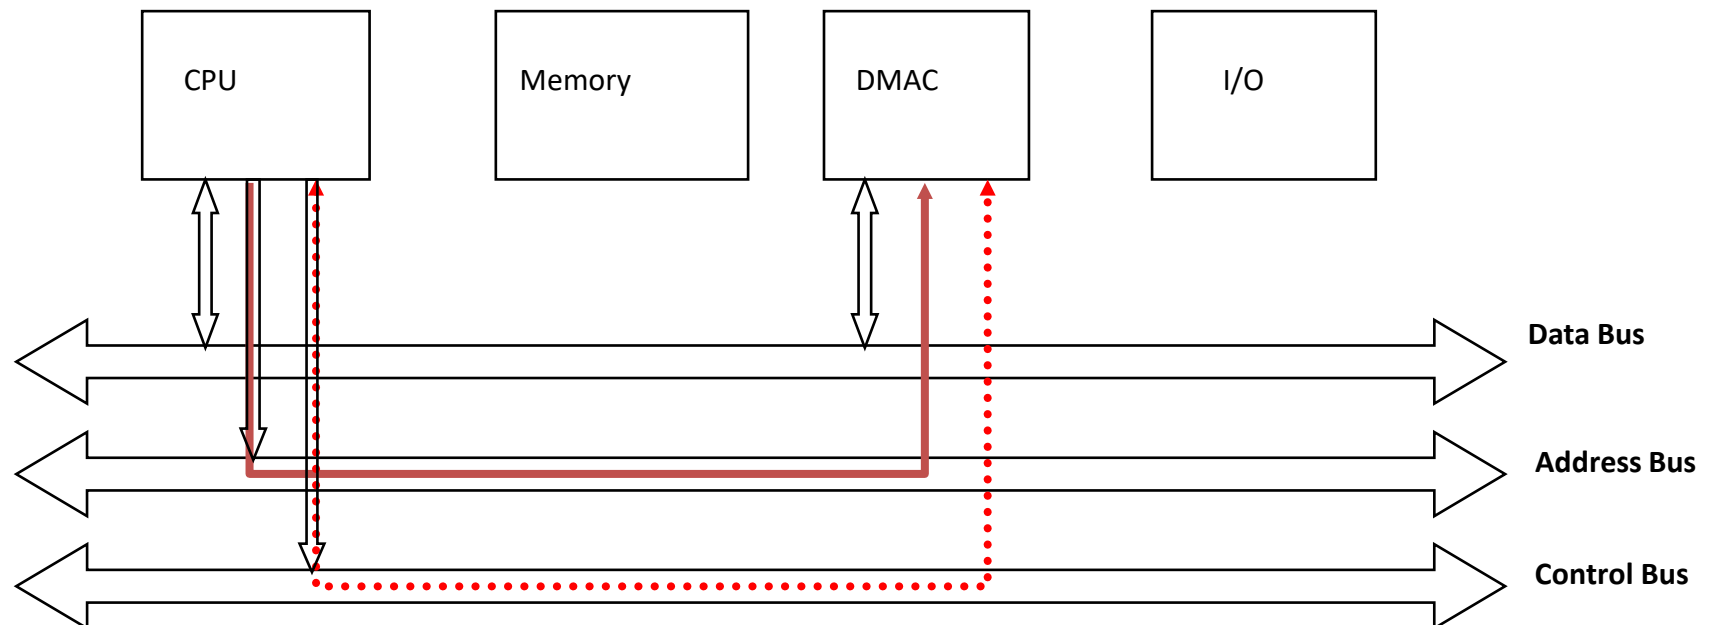 CPU
Memory
DMAC
I/O
Data Bus
Address Bus
Control Bus